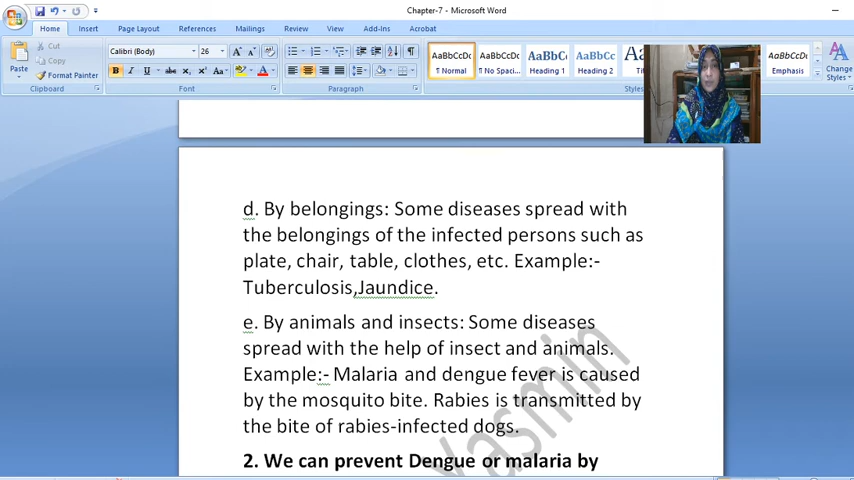 Chapter-7 - Microsoft Word
Home Insert Page Layout References Mailings Review View Add-Ins Acrobat
Paste
Cut
Copy
Format Painter
Clipboard
Calibri (Body) 26
Font
Paragraph
AaBbCcDc
¶ Normal
AaBbCcDc
¶ No Spaci...
AaBbC
Heading 1
AaBbCc
Heading 2
AaBbCcDc
Emphasis
Styles
Change
Styles
d. By belongings: Some diseases spread with
the belongings of the infected persons such as
plate, chair, table, clothes, etc. Example:-
Tuberculosis,Jaundice.
e. By animals and insects: Some diseases
spread with the help of insect and animals.
Example:- Malaria and dengue fever is caused
by the mosquito bite. Rabies is transmitted by
the bite of rabies-infected dogs.
2. We can prevent Dengue or malaria by
Yasmin